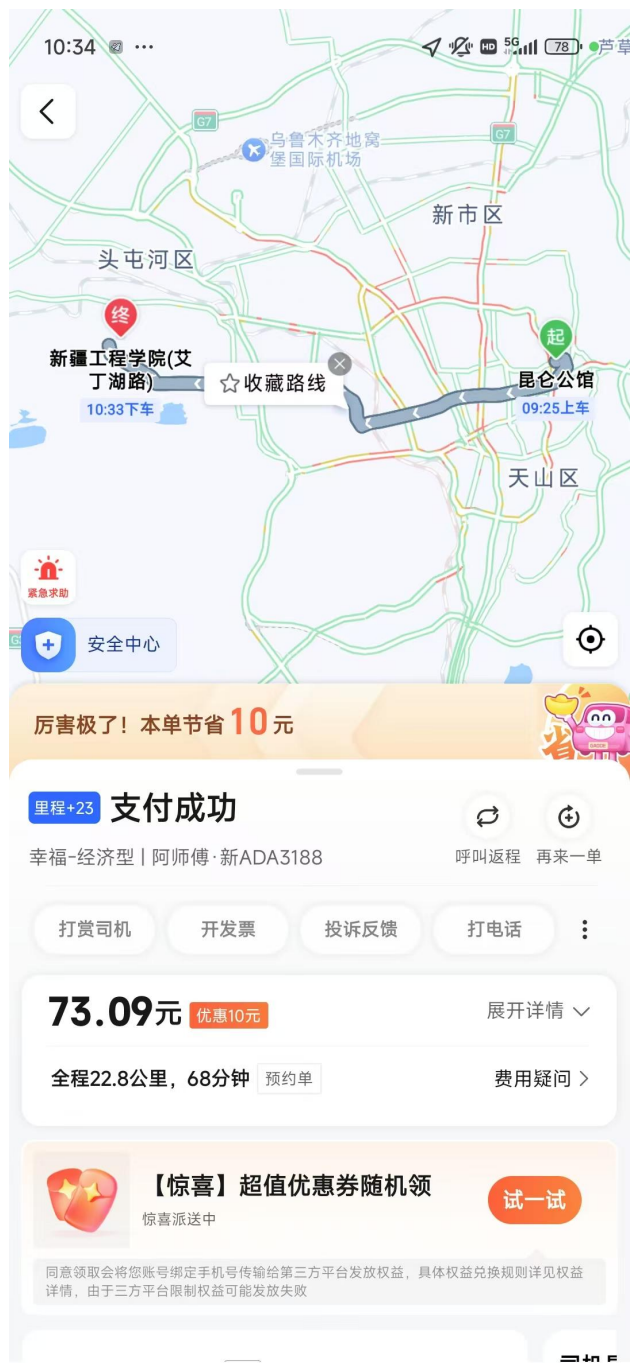 10:34
HD 5G 78
芦草
G7
乌鲁木齐地窝
堡国际机场
G7
新市区
头屯河区
终
起
新疆工程学院(艾
丁湖路)
收藏路线
昆仑公馆
10:33下车
09:25上车
天山区
紧急求助
安全中心
厉害极了！本单节省10元
省
里程+23 支付成功
幸福-经济型 | 阿师傅·新ADA3188
呼叫返程 再来一单
打赏司机 开发票 投诉反馈 打电话
73.09元 优惠10元 展开详情
全程22.8公里，68分钟 预约单 费用疑问
【惊喜】超值优惠券随机领
惊喜派送中
试一试
同意领取会将您账号绑定手机号传输给第三方平台发放权益，具体权益兑换规则详见权益
详情，由于三方平台限制权益可能发放失败